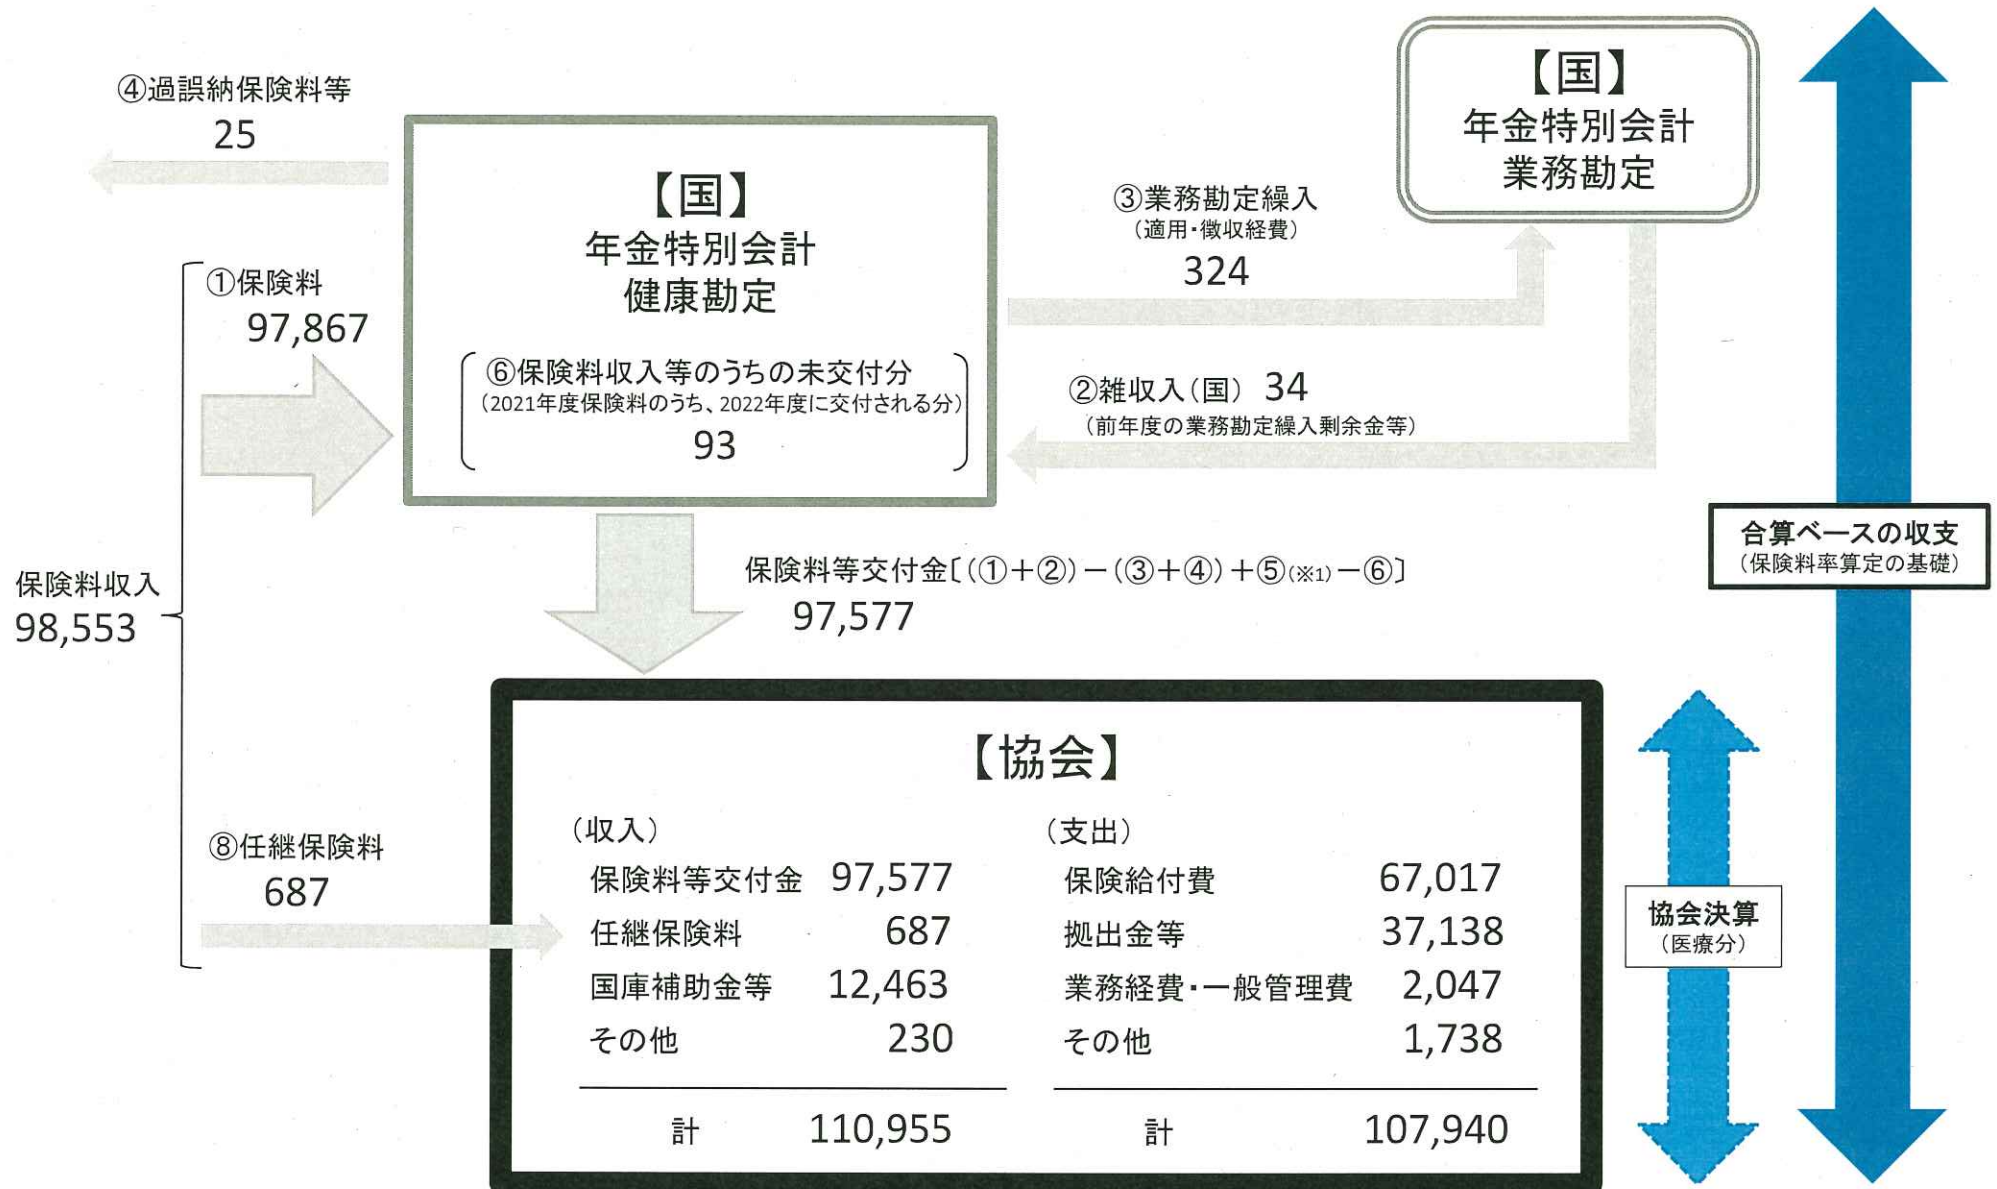 ④過誤納保険料等
25
【国】
年金特別会計
業務勘定
【国】
年金特別会計
健康勘定
⑥保険料収入等のうちの未交付分
(2021年度保険料のうち、2022年度に交付される分)
93
③業務勘定繰入
(適用・徴収経費)
324
①保険料
97,867
②雑収入(国) 34
(前年度の業務勘定繰入剰余金等)
合算ベースの収支
(保険料率算定の基礎)
保険料収入
98,553
保険料等交付金〔(①+②)-(③+④)+⑤(※1)-⑥〕
97,577
【協会】
(収入)
保険料等交付金 97,577
任継保険料 687
国庫補助金等 12,463
その他 230
計 110,955
(支出)
保険給付費 67,017
拠出金等 37,138
業務経費・一般管理費 2,047
その他 1,738
計 107,940
⑧任継保険料
687
協会決算
(医療分)